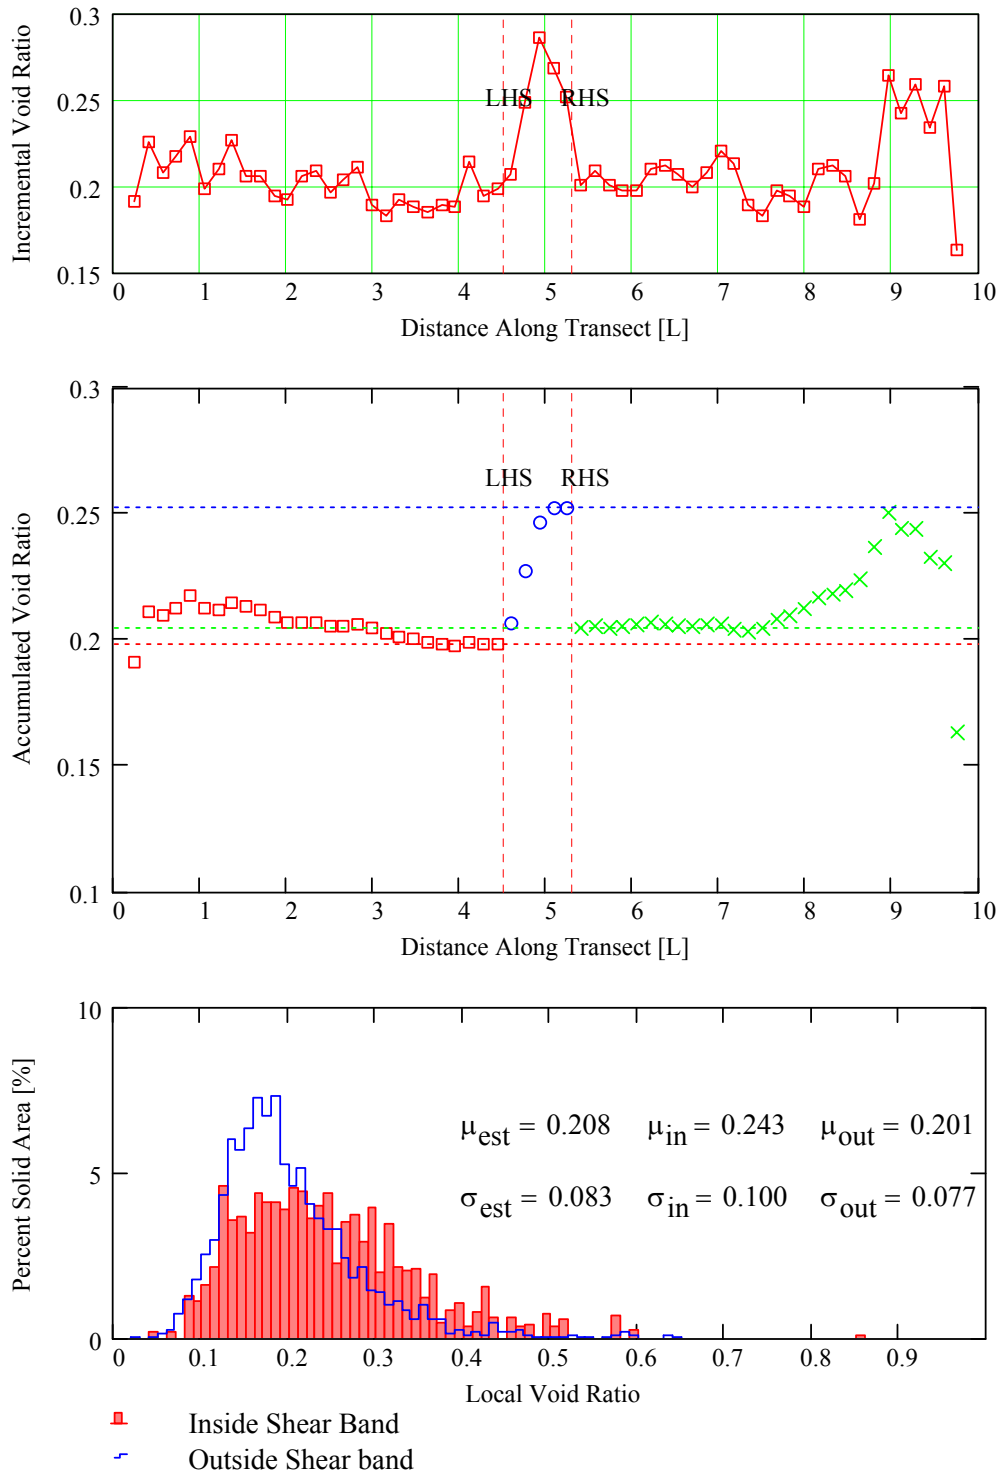 0.3
0.25
0.2
0.15
Incremental Void Ratio
LHS
RHS
0 1 2 3 4 5 6 7 8 9 10
Distance Along Transect [L]
0.3
0.25
0.2
0.15
0.1
Accumulated Void Ratio
LHS
RHS
0 1 2 3 4 5 6 7 8 9 10
Distance Along Transect [L]
10
5
0
Percent Solid Area [%]
μest = 0.208 μin = 0.243 μout = 0.201
σest = 0.083 σin = 0.100 σout = 0.077
0 0.1 0.2 0.3 0.4 0.5 0.6 0.7 0.8 0.9
Local Void Ratio
Inside Shear Band
Outside Shear band